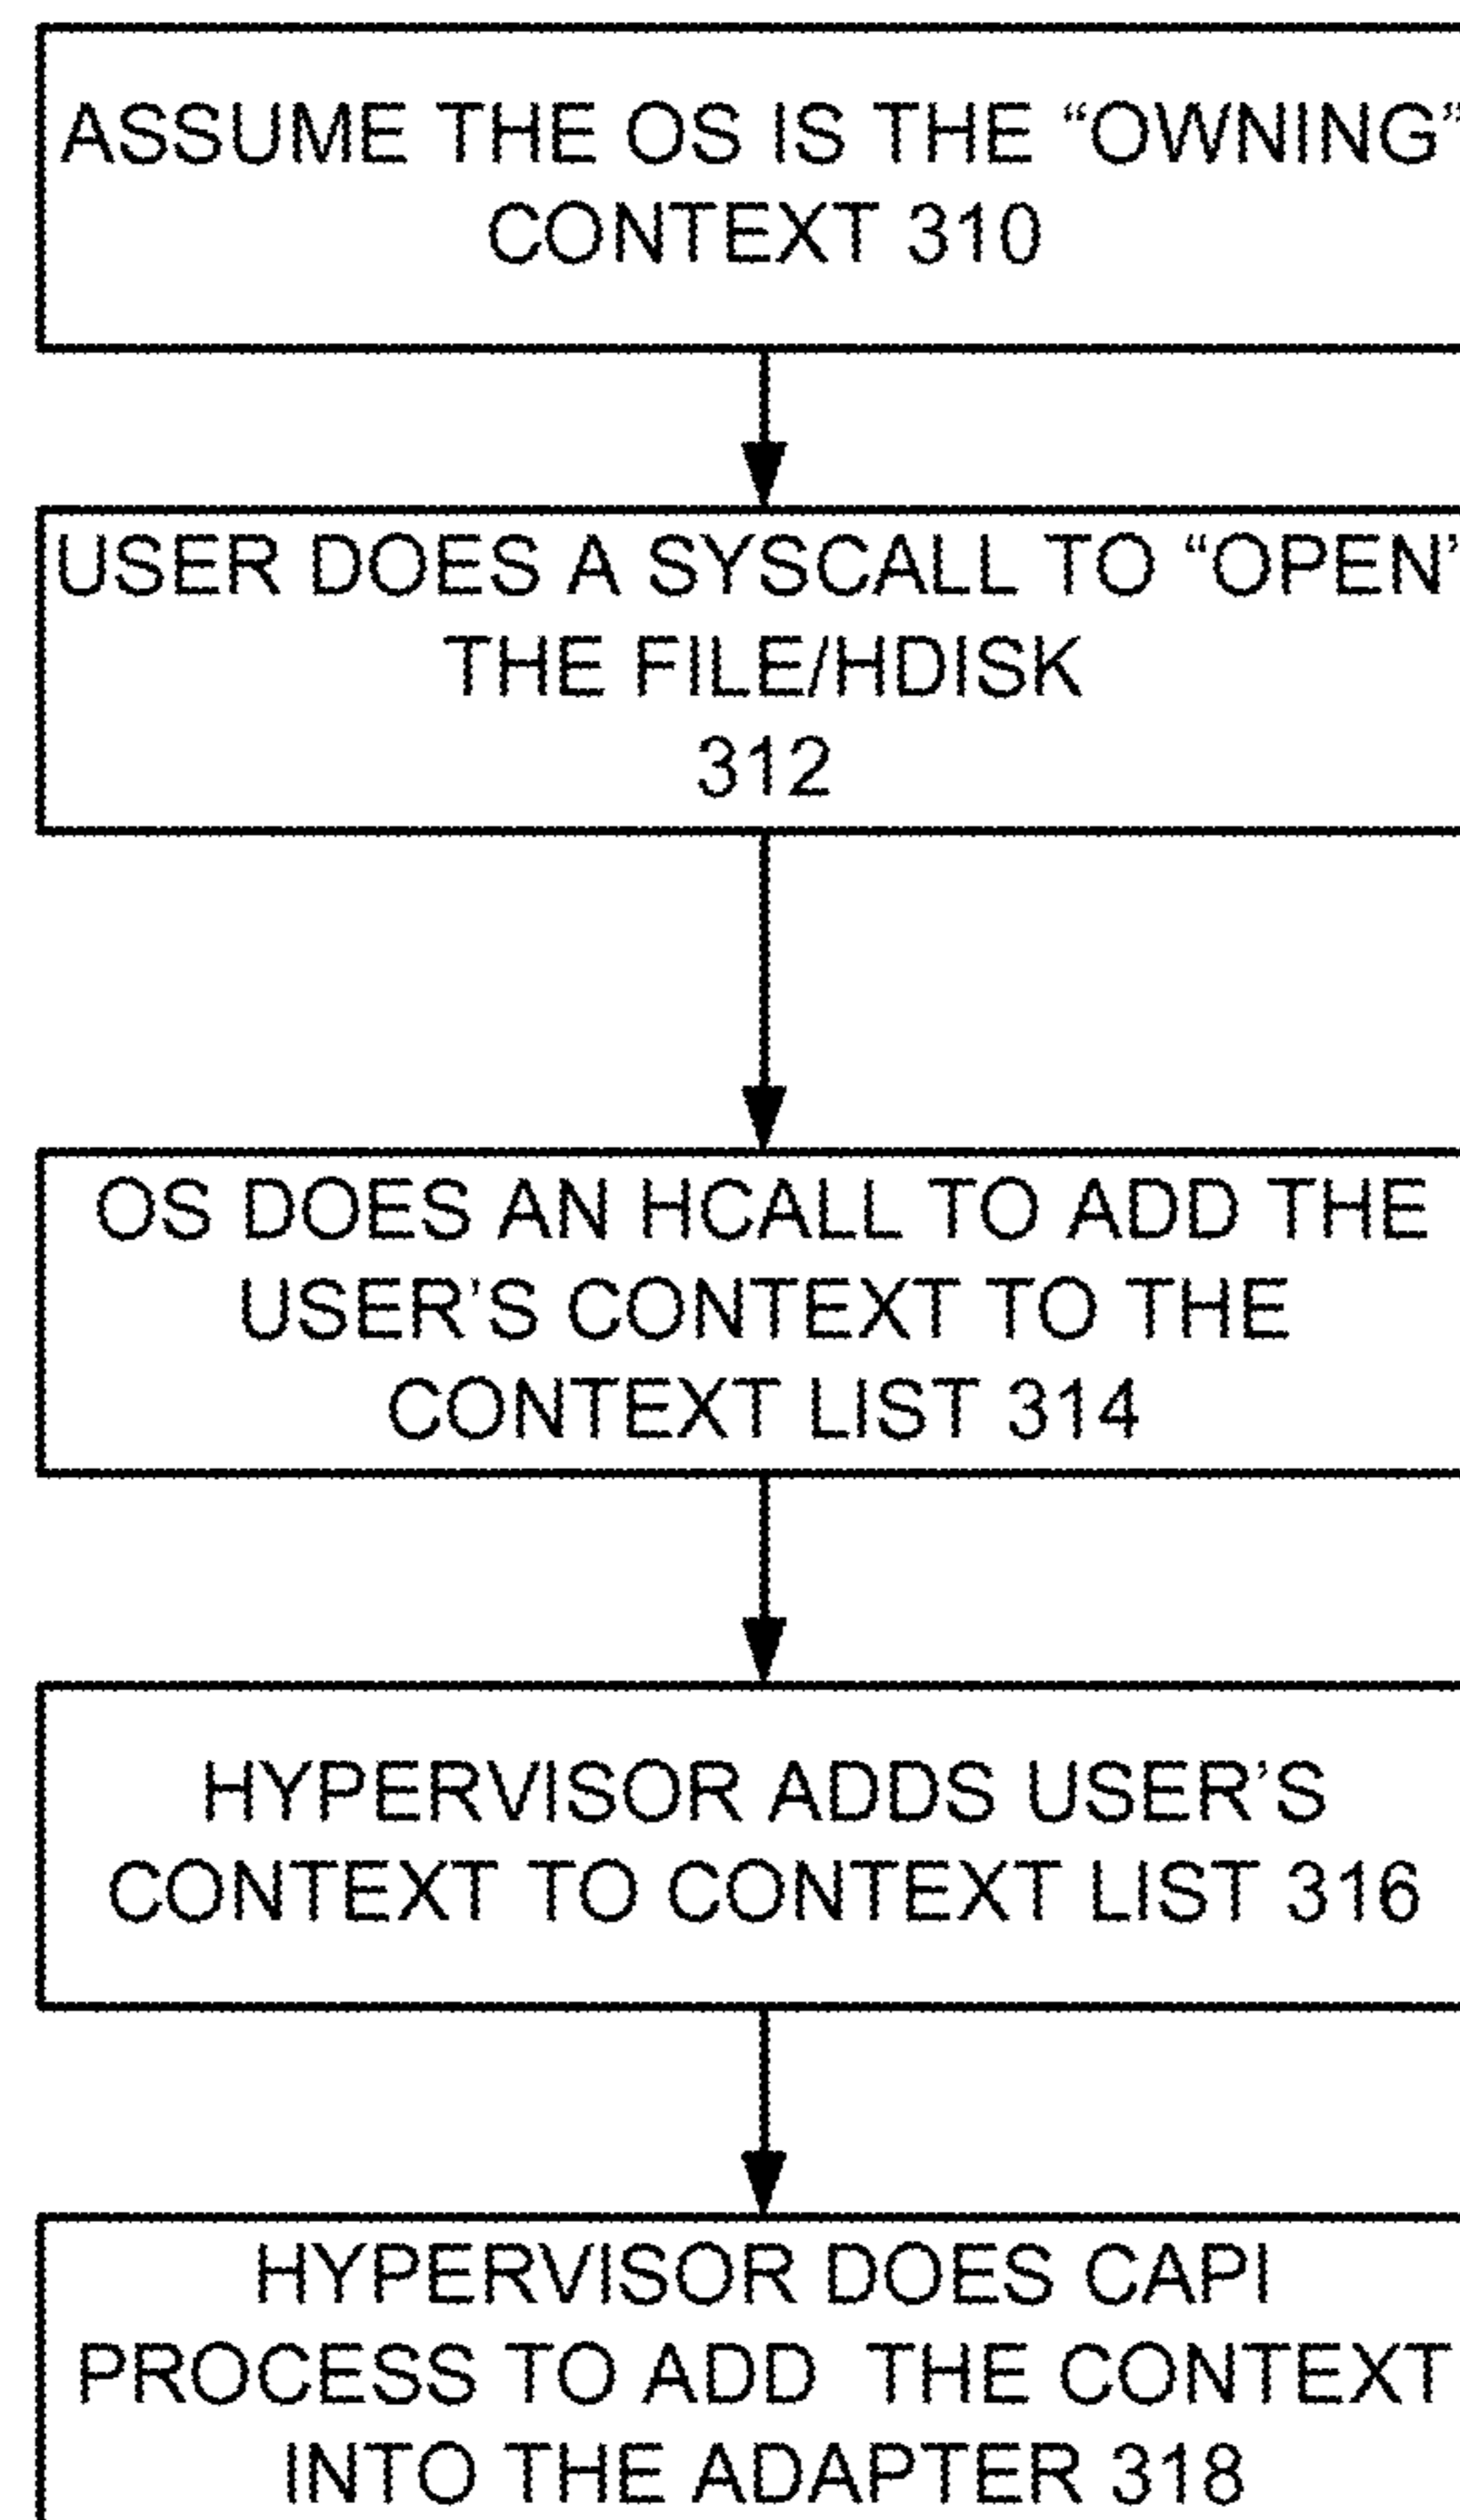 ASSUME THE OS IS THE “OWNING”
CONTEXT 310
USER DOES A SYSCALL TO “OPEN”
THE FILE/HDISK
312
OS DOES AN HCALL TO ADD THE
USER’S CONTEXT TO THE
CONTEXT LIST 314
HYPERVISOR ADDS USER’S
CONTEXT TO CONTEXT LIST 316
HYPERVISOR DOES CAPI
PROCESS TO ADD THE CONTEXT
INTO THE ADAPTER 318